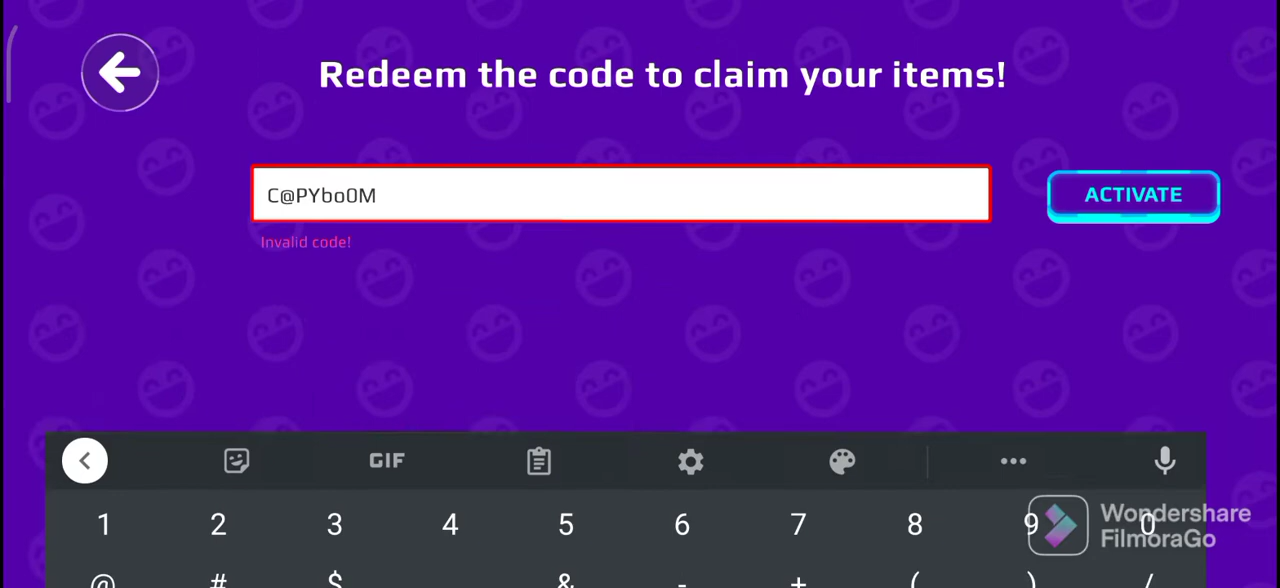 Redeem the code to claim your items!
C@PYbo0M
ACTIVATE
Invalid code!
GIF
1 2 3 4 5 6 7 8 9 0
@ # $ & - + ( ) /
Wondershare
FilmoraGo